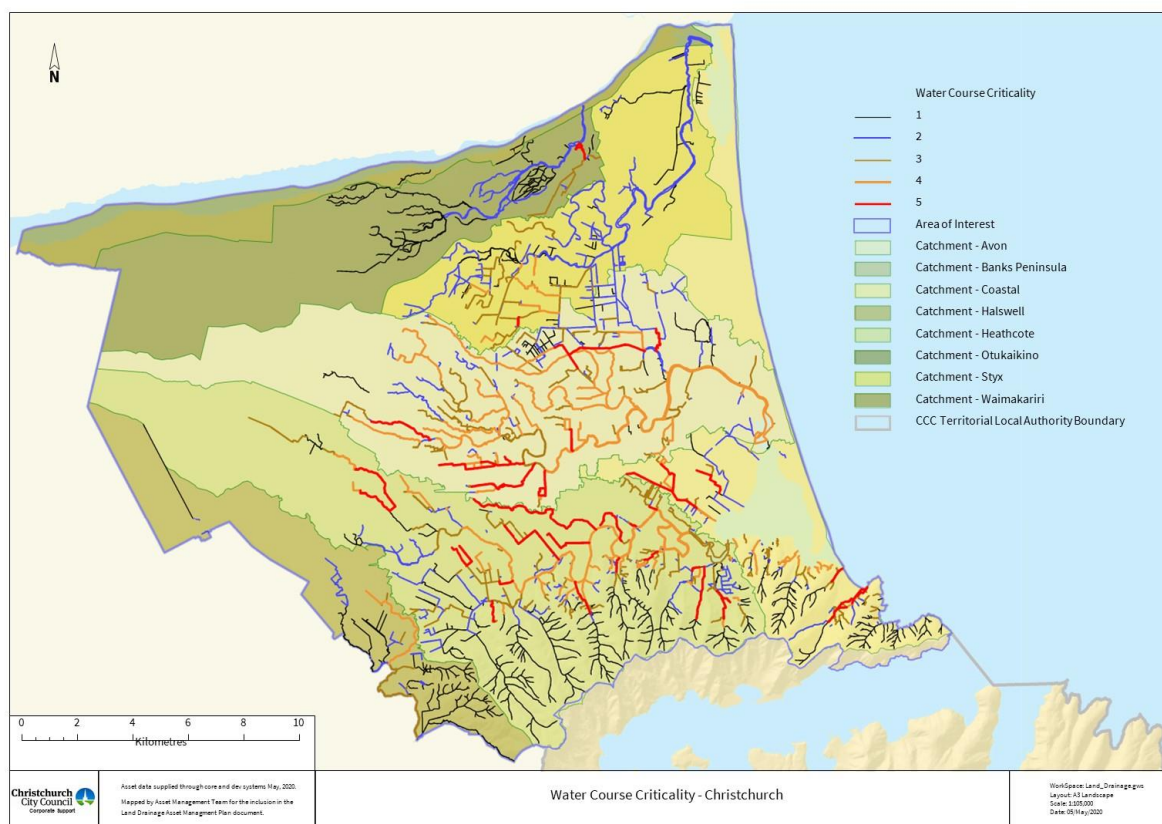 N
Water Course Criticality
1
2
3
4
5
Area of Interest
Catchment - Avon
Catchment - Banks Peninsula
Catchment - Coastal
Catchment - Halswell
Catchment - Heathcote
Catchment - Otukaikino
Catchment - Styx
Catchment - Waimakariri
CCC Territorial Local Authority Boundary
0 2 4 6 8 10
Kilometres
Christchurch
City Council
Corporate Support
Asset data supplied through core and dev systems May, 2020.
Mapped by Asset Management Team for the inclusion in the
Land Drainage Asset Managment Plan document.
Water Course Criticality - Christchurch
WorkSpace: Land_Drainage.gws
Layout: A3 Landscape
Scale: 1:105,000
Date: 05/May/2020